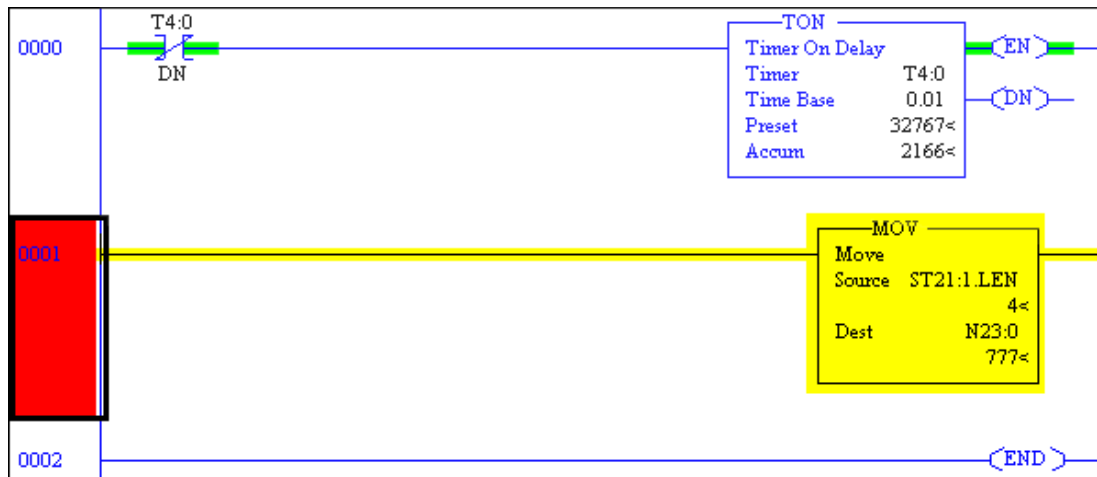 T4:0
0000
DN
TON
Timer On Delay
Timer T4:0
Time Base 0.01
Preset 32767<
Accum 2166<
EN
DN
0001
MOV
Move
Source ST21:1.LEN
4<
Dest N23:0
777<
0002
END